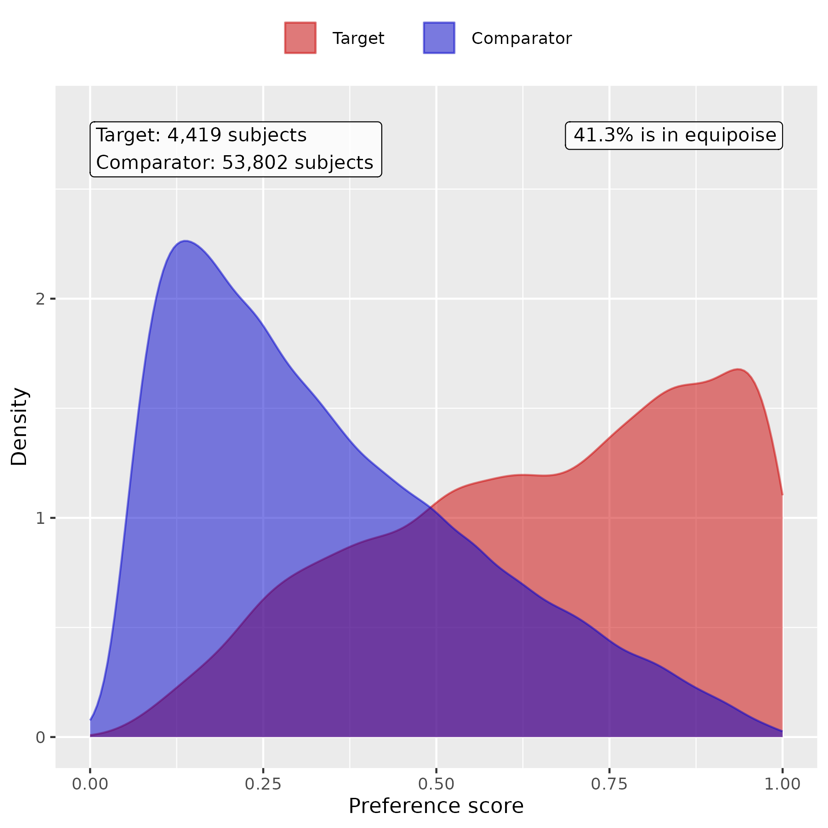 Target
Comparator
Target: 4,419 subjects
Comparator: 53,802 subjects
41.3% is in equipoise
Density
2
1
0
0.00 0.25 0.50 0.75 1.00
Preference score